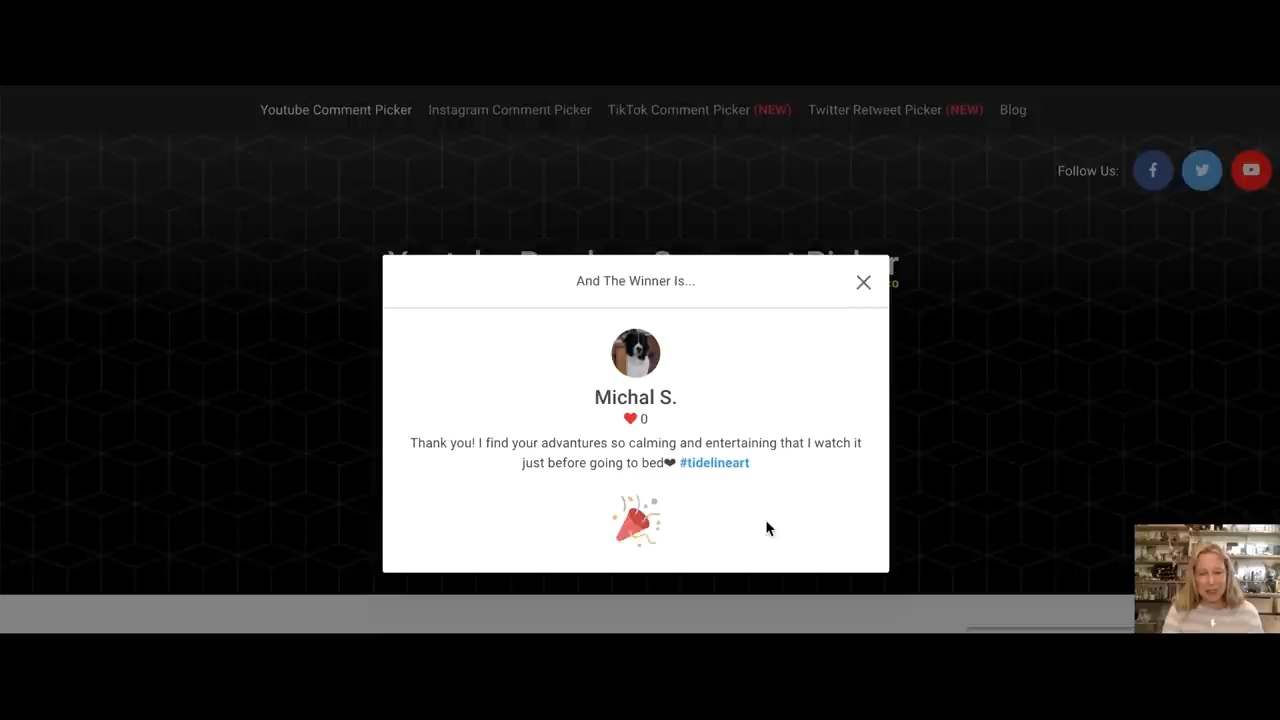 Youtube Comment Picker Instagram Comment Picker TikTok Comment Picker (NEW) Twitter Retweet Picker (NEW) Blog
Follow Us:
And The Winner Is...
Michal S.
0
Thank you! I find your advantures so calming and entertaining that I watch it
just before going to bed❤ #tidelineart